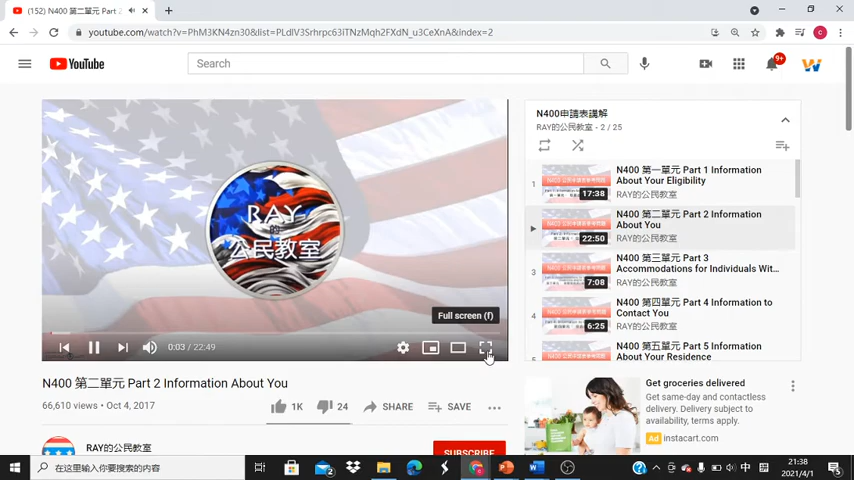 (152) N400 第二單元 Part 2
youtube.com/watch?v=PhM3KN4zn30&list=PLdlV3Srhrpc63iTNzMqh2FXdN_u3CeXnA&index=2
YouTube
Search
9+
RAY
的
公民教室
Full screen (f)
0:03 / 22:49
N400 第二單元 Part 2 Information About You
66,610 views • Oct 4, 2017
1K
24
SHARE
SAVE
RAY的公民教室
SUBSCRIBE
N400申請表講解
RAY的公民教室 - 2 / 25
1
17:38
N400 第一單元 Part 1 Information
About Your Eligibility
RAY的公民教室
22:50
N400 第二單元 Part 2 Information
About You
RAY的公民教室
3
7:08
N400 第三單元 Part 3
Accommodations for Individuals Wit...
RAY的公民教室
4
6:25
N400 第四單元 Part 4 Information to
Contact You
RAY的公民教室
5
N400 第五單元 Part 5 Information
About Your Residence
Get groceries delivered
Get same-day and contactless
delivery. Delivery subject to
availability, terms apply.
Ad instacart.com
在这里输入你要搜索的内容
2
中
21:38
2021/4/1
5